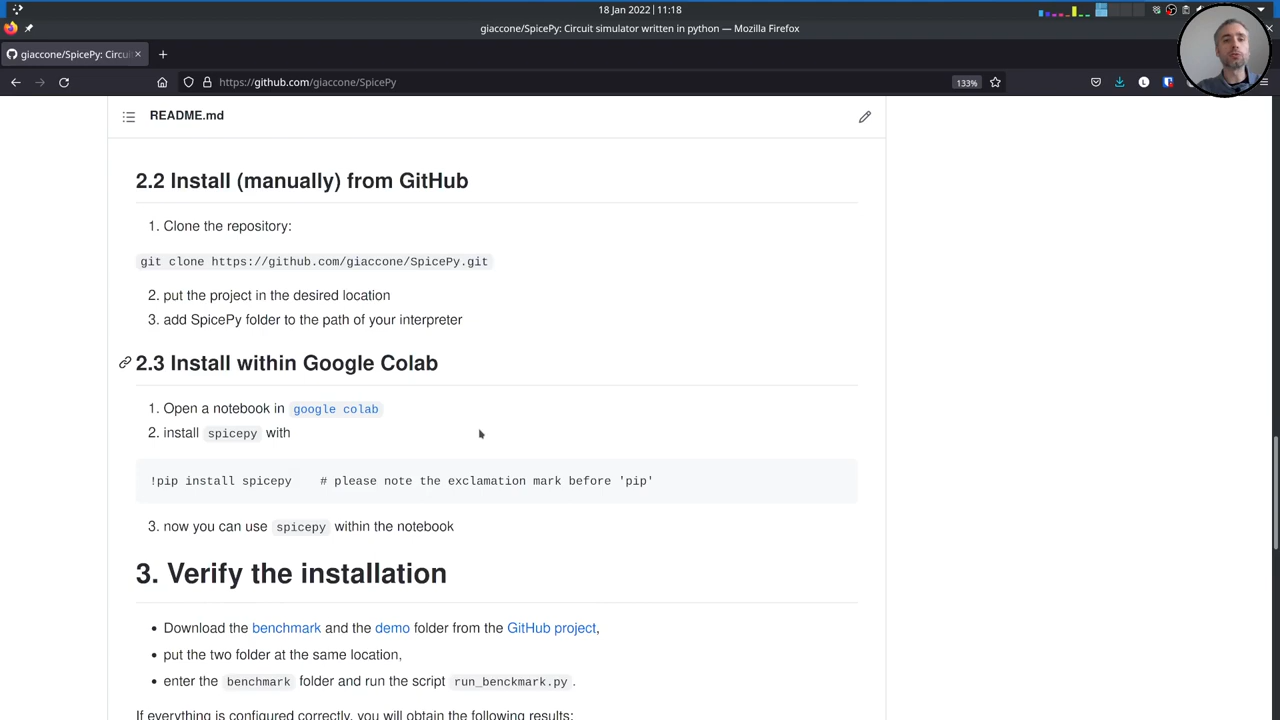 18 Jan 2022 | 11:18
giaccone/SpicePy: Circuit simulator written in python — Mozilla Firefox
giaccone/SpicePy: Circui
https://github.com/giaccone/SpicePy
133%
README.md
2.2 Install (manually) from GitHub
1. Clone the repository:
git clone https://github.com/giaccone/SpicePy.git
2. put the project in the desired location
3. add SpicePy folder to the path of your interpreter
2.3 Install within Google Colab
1. Open a notebook in google colab
2. install spicepy with
!pip install spicepy    # please note the exclamation mark before 'pip'
3. now you can use spicepy within the notebook
3. Verify the installation
• Download the benchmark and the demo folder from the GitHub project,
• put the two folder at the same location,
• enter the benchmark folder and run the script run_benckmark.py.
If everything is configured correctly, you will obtain the following results: